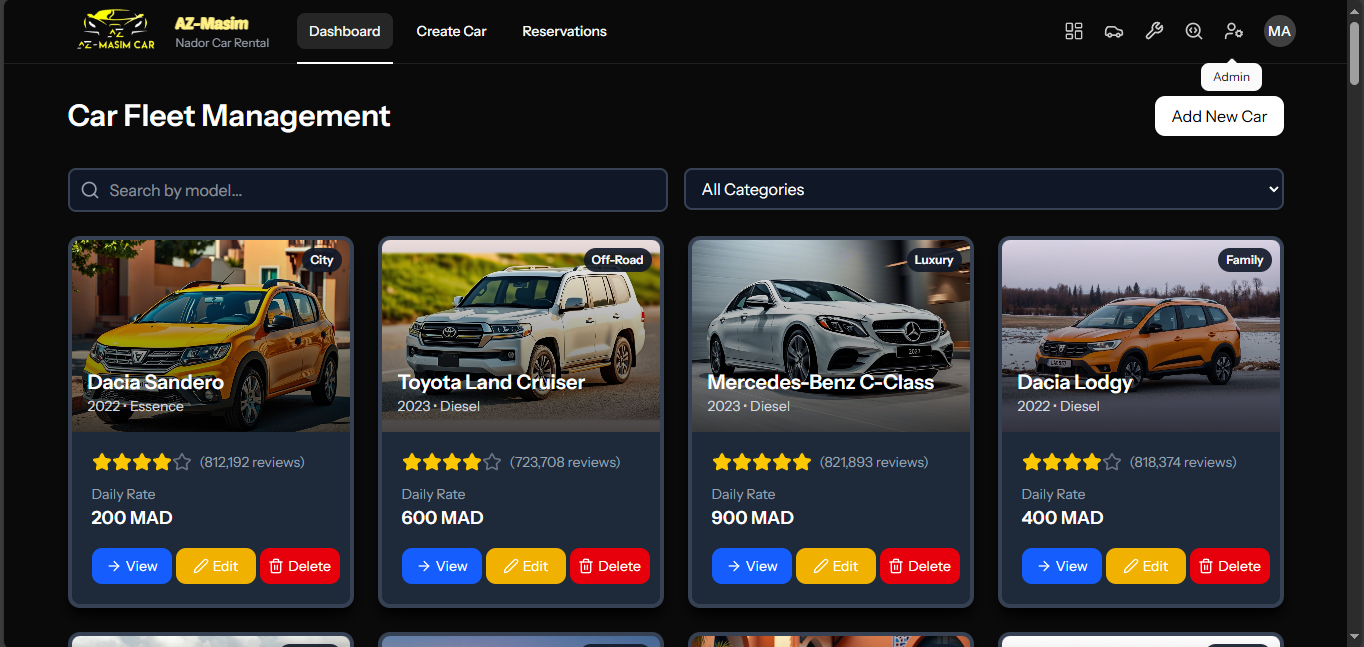 AZ
AZ-MASIM CAR
AZ-Masim
Nador Car Rental
Dashboard
Create Car
Reservations
MA
Admin
Car Fleet Management
Add New Car
Search by model...
All Categories
City
Dacia Sandero
2022 • Essence
(812,192 reviews)
Daily Rate
200 MAD
View
Edit
Delete
Off-Road
Toyota Land Cruiser
2023 • Diesel
(723,708 reviews)
Daily Rate
600 MAD
View
Edit
Delete
Luxury
Mercedes-Benz C-Class
2023 • Diesel
(821,893 reviews)
Daily Rate
900 MAD
View
Edit
Delete
Family
Dacia Lodgy
2022 • Diesel
(818,374 reviews)
Daily Rate
400 MAD
View
Edit
Delete